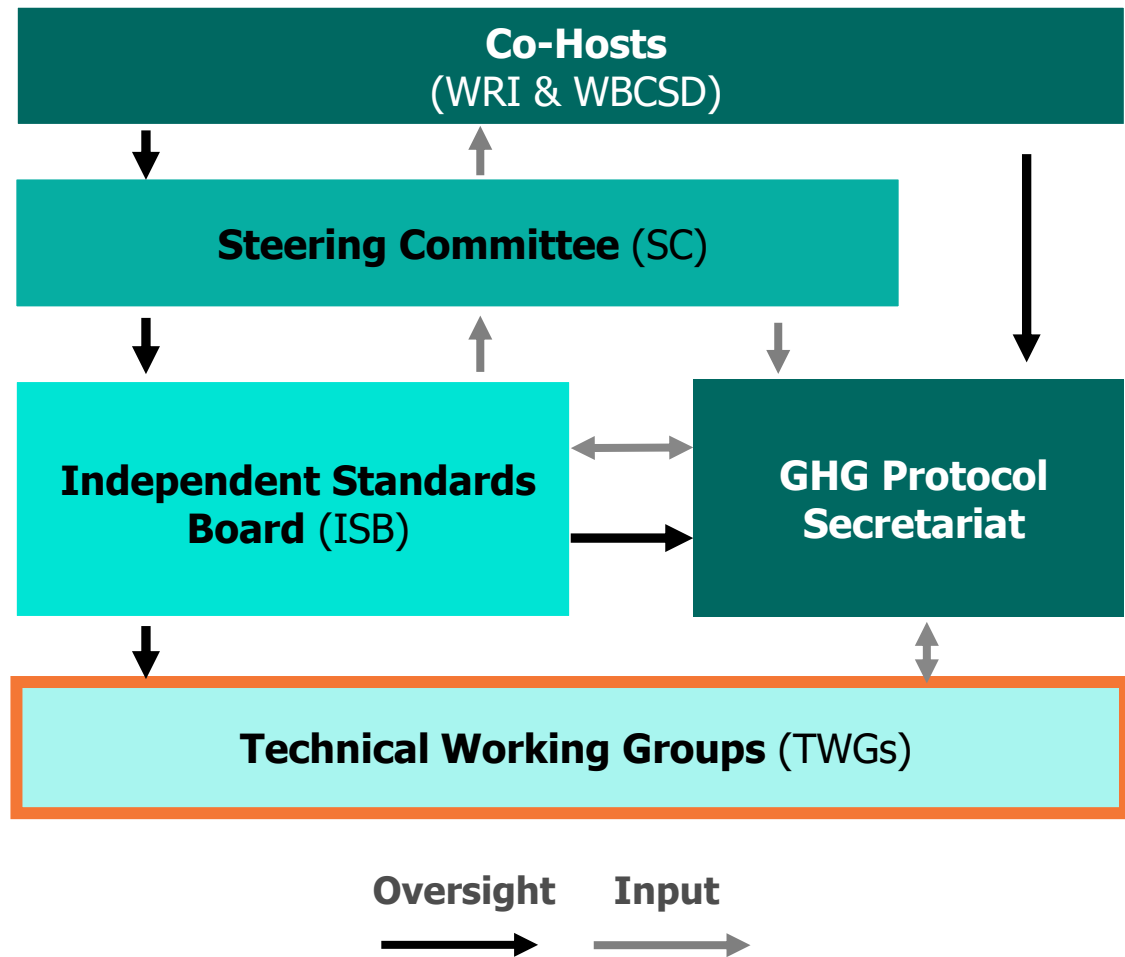 Co-Hosts
(WRI & WBCSD)
Steering Committee (SC)
Independent Standards
Board (ISB)
GHG Protocol
Secretariat
Technical Working Groups (TWGs)
Oversight
Input